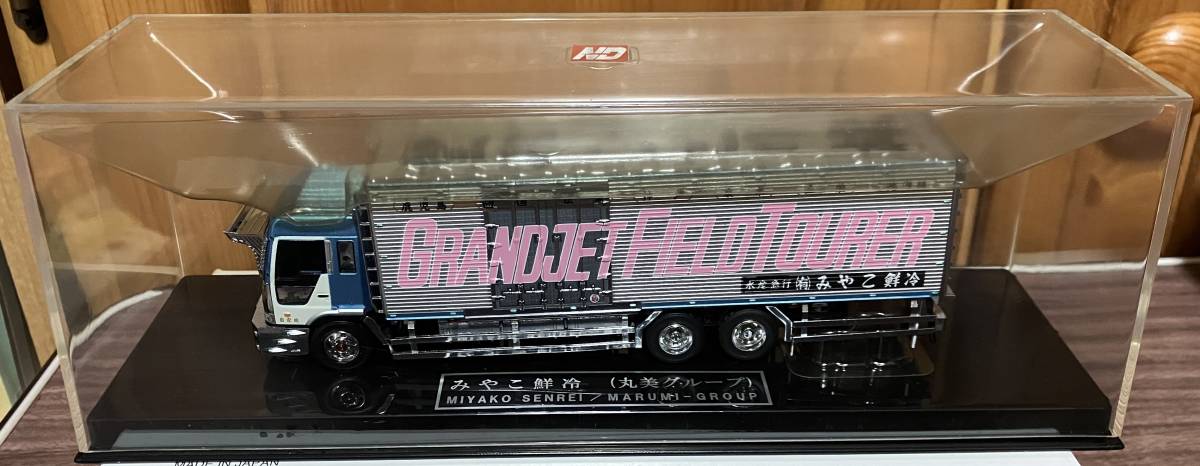 ND
GRANDJET FIELDTOURER
水産急行 (有) みやこ鮮冷
みやこ鮮冷 (丸美グループ)
MIYAKO SENREI / MARUMI-GROUP
MADE IN JAPAN